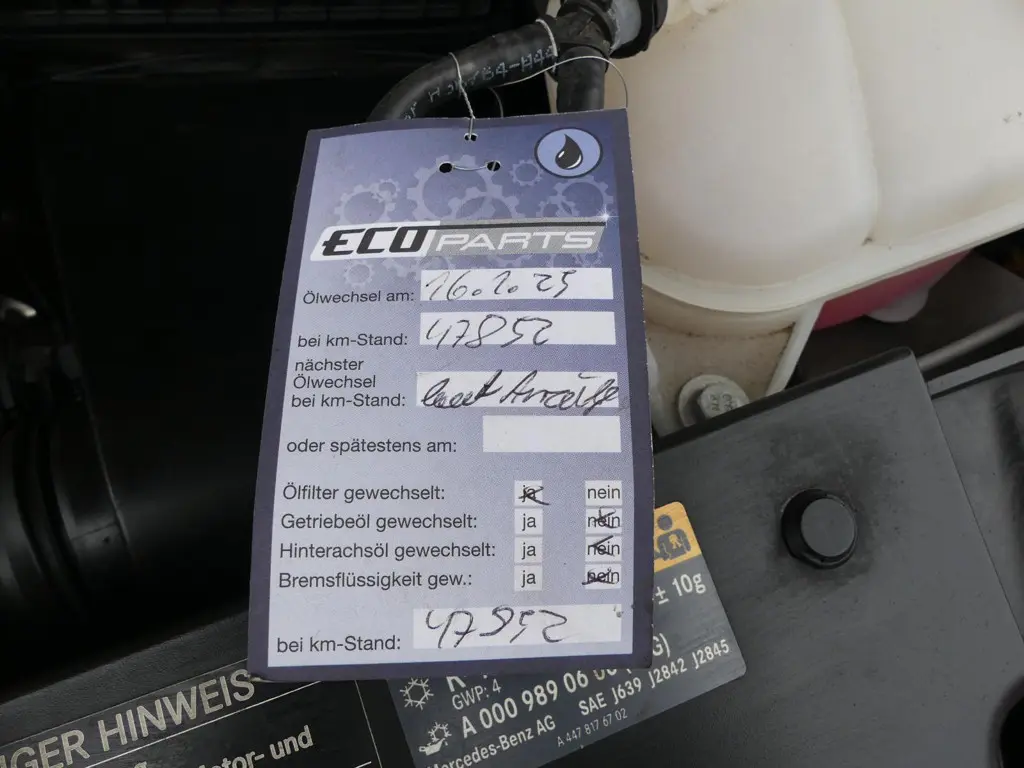 ECO PARTS
Ölwechsel am: 16.1.25
bei km-Stand: 47852
nächster
Ölwechsel
bei km-Stand: laut Anzeige
oder spätestens am:
Ölfilter gewechselt: ja nein
Getriebeöl gewechselt: ja nein
Hinterachsöl gewechselt: ja nein
Bremsflüssigkeit gew.: ja nein
bei km-Stand: 47852
± 10g
GWP: 4
A 000 989 06
SAE J639 J2842 J2845
Mercedes-Benz AG
A 447 817 67 02
HINWEIS
und